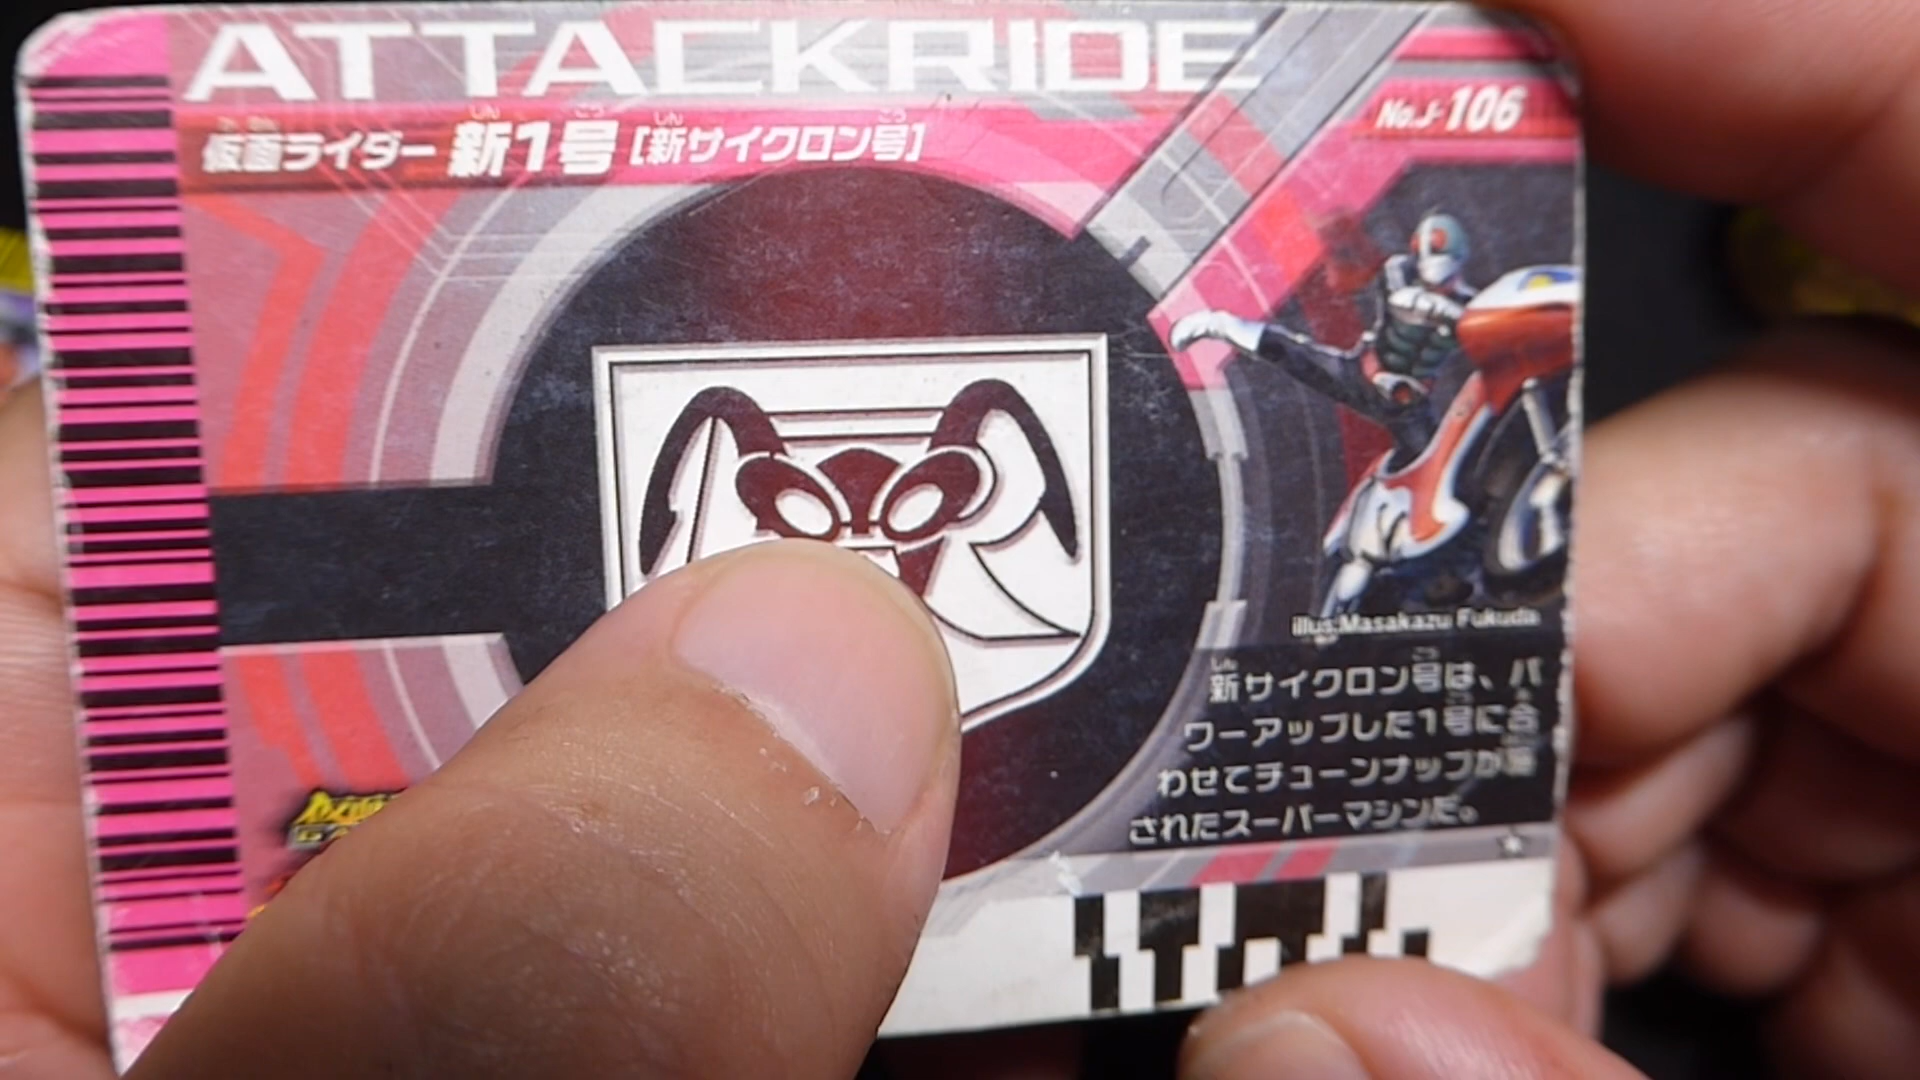 ATTACKRIDE
仮面ライダー 新1号 [新サイクロン号]
No.J-106
illus:Masakazu Fukuda
新サイクロン号は、パ
ワーアップした1号に合
わせてチューンナップが施
されたスーパーマシンだ。